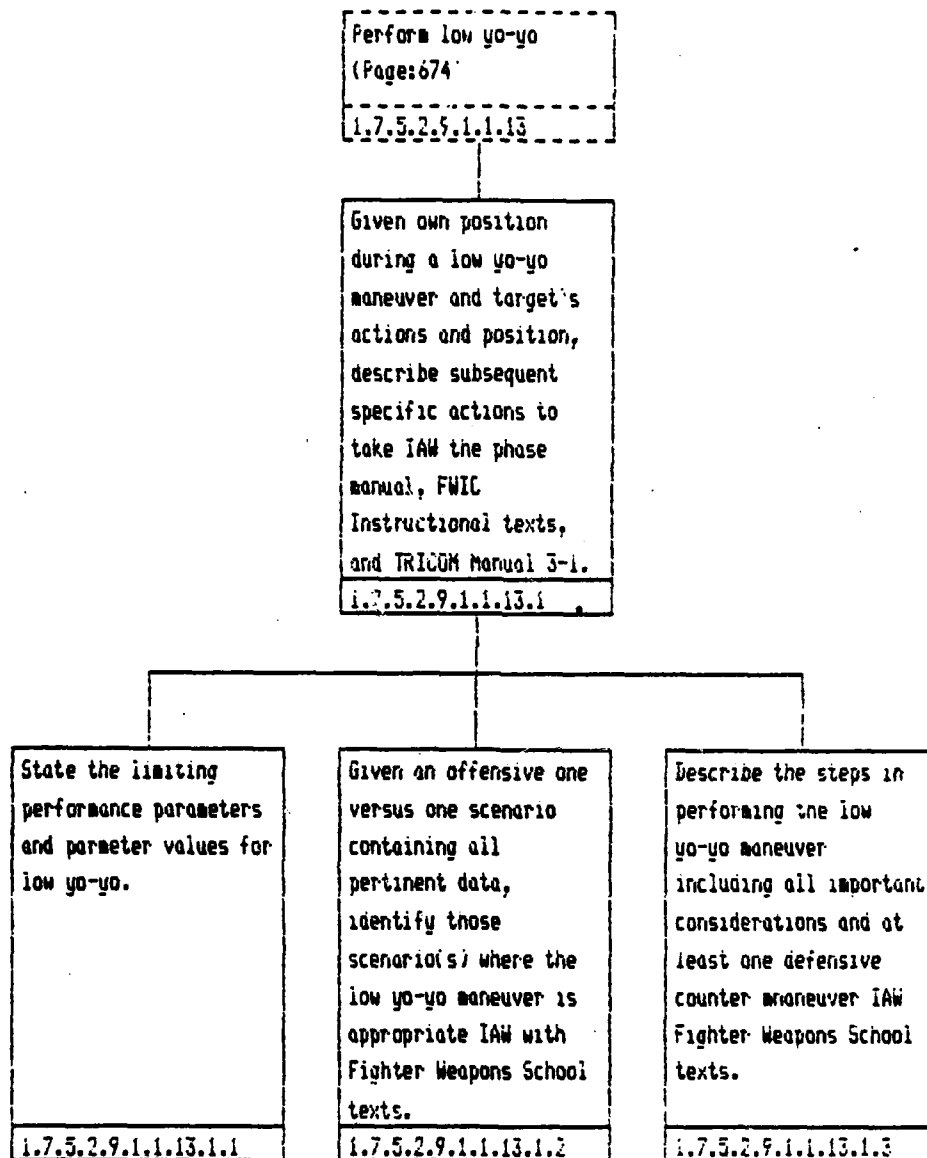 Perform low yo-yo
(Page:674
1.7.5.2.9.1.1.13
Given own position
during a low yo-yo
maneuver and target's
actions and position,
describe subsequent
specific actions to
take IAW the phase
manual, FWIC
Instructional texts,
and TRICOM Manual 3-1.
1.7.5.2.9.1.1.13.1
State the limiting
performance parameters
and parmeter values for
low yo-yo.
1.7.5.2.9.1.1.13.1.1
Given an offensive one
versus one scenario
containing all
pertinent data,
identify those
scenario(s) where the
low yo-yo maneuver is
appropriate IAW with
Fighter Weapons School
texts.
1.7.5.2.9.1.1.13.1.2
Describe the steps in
performing the low
yo-yo maneuver
including all important
considerations and at
least one defensive
counter mnaneuver IAW
Fighter Weapons School
texts.
1.7.5.2.9.1.1.13.1.3